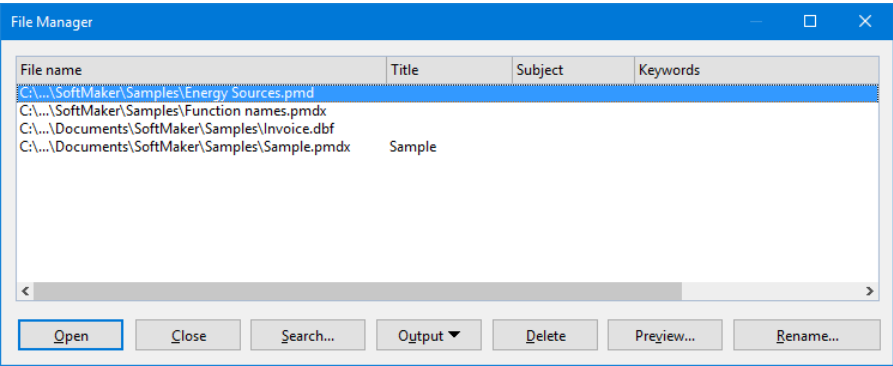 File Manager
File name Title Subject Keywords
C:\...\SoftMaker\Samples\Energy Sources.pmd
C:\...\SoftMaker\Samples\Function names.pmdx
C:\...\Documents\SoftMaker\Samples\Invoice.dbf
C:\...\Documents\SoftMaker\Samples\Sample.pmdx Sample
Open Close Search... Output Delete Preview... Rename...